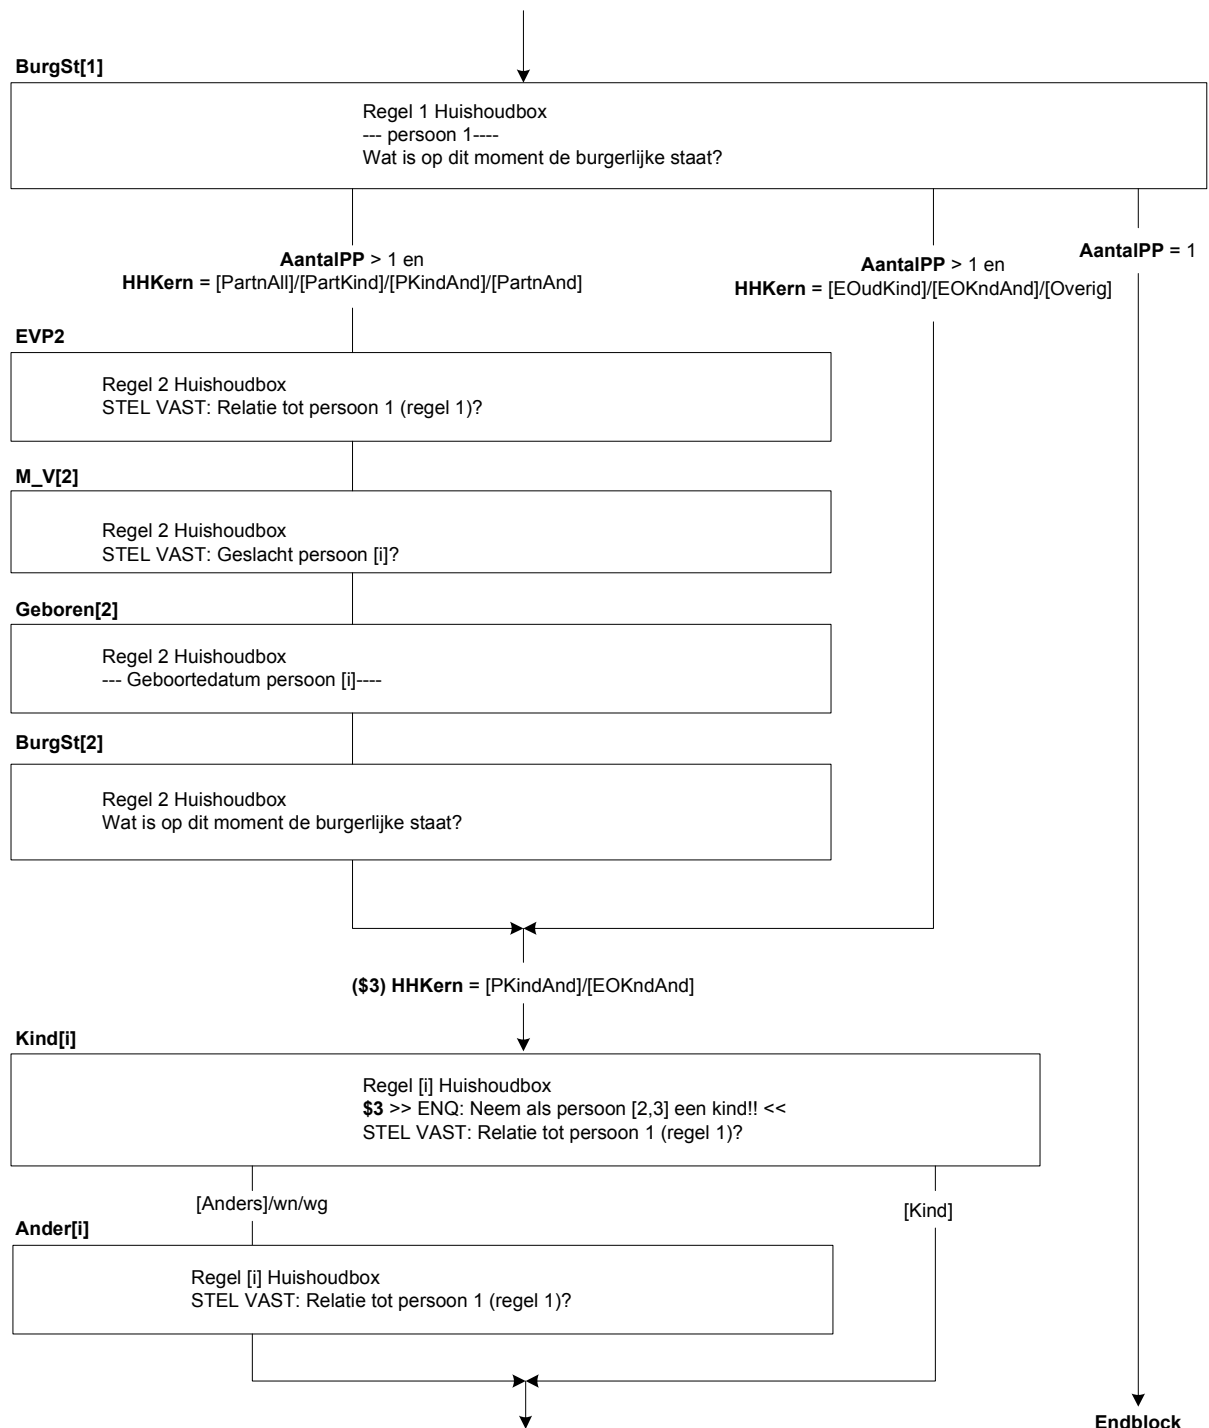 BurgSt[1]
Regel 1 Huishoudbox
--- persoon 1----
Wat is op dit moment de burgerlijke staat?
AantalPP > 1 en
HHKern = [PartnAll]/[PartKind]/[PKindAnd]/[PartnAnd]
AantalPP > 1 en
HHKern = [EOudKind]/[EOKndAnd]/[Overig]
AantalPP = 1
EVP2
Regel 2 Huishoudbox
STEL VAST: Relatie tot persoon 1 (regel 1)?
M_V[2]
Regel 2 Huishoudbox
STEL VAST: Geslacht persoon [i]?
Geboren[2]
Regel 2 Huishoudbox
--- Geboortedatum persoon [i]----
BurgSt[2]
Regel 2 Huishoudbox
Wat is op dit moment de burgerlijke staat?
($3) HHKern = [PKindAnd]/[EOKndAnd]
Kind[i]
Regel [i] Huishoudbox
$3 >> ENQ: Neem als persoon [2,3] een kind!! <<
STEL VAST: Relatie tot persoon 1 (regel 1)?
[Anders]/wn/wg
[Kind]
Ander[i]
Regel [i] Huishoudbox
STEL VAST: Relatie tot persoon 1 (regel 1)?
Endblock